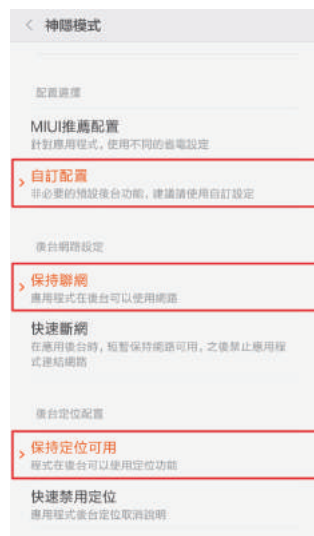 神隱模式
配置選擇
MIUI推薦配置
針對應用程式，使用不同的省電設定
自訂配置
非必要的預設後台功能，建議請使用自訂設定
後台網路設定
保持聯網
應用程式在後台可以使用網路
快速斷網
在應用後台時，短暫保持網路可用，之後禁止應用程
式連結網路
後台定位配置
保持定位可用
程式在後台可以使用定位功能
快速禁用定位
應用程式後台定位取消說明